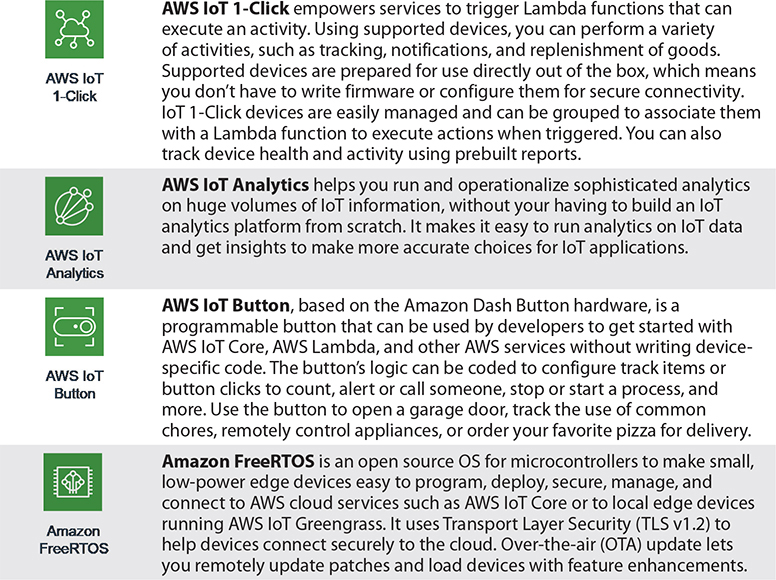 AWS IoT 1-Click empowers services to trigger Lambda functions that can
execute an activity. Using supported devices, you can perform a variety
of activities, such as tracking, notifications, and replenishment of goods.
Supported devices are prepared for use directly out of the box, which means
you don't have to write firmware or configure them for secure connectivity.
IoT 1-Click devices are easily managed and can be grouped to associate them
with a Lambda function to execute actions when triggered. You can also
track device health and activity using prebuilt reports.
AWS IoT
1-Click
AWS IoT Analytics helps you run and operationalize sophisticated analytics
on huge volumes of IoT information, without your having to build an IoT
analytics platform from scratch. It makes it easy to run analytics on IoT data
and get insights to make more accurate choices for IoT applications.
AWS IoT
Analytics
AWS IoT Button, based on the Amazon Dash Button hardware, is a
programmable button that can be used by developers to get started with
AWS IoT Core, AWS Lambda, and other AWS services without writing device-
specific code. The button's logic can be coded to configure track items or
button clicks to count, alert or call someone, stop or start a process, and
more. Use the button to open a garage door, track the use of common
chores, remotely control appliances, or order your favorite pizza for delivery.
AWS IoT
Button
Amazon FreeRTOS is an open source OS for microcontrollers to make small,
low-power edge devices easy to program, deploy, secure, manage, and
connect to AWS cloud services such as AWS IoT Core or to local edge devices
running AWS IoT Greengrass. It uses Transport Layer Security (TLS v1.2) to
help devices connect securely to the cloud. Over-the-air (OTA) update lets
you remotely update patches and load devices with feature enhancements.
Amazon
FreeRTOS